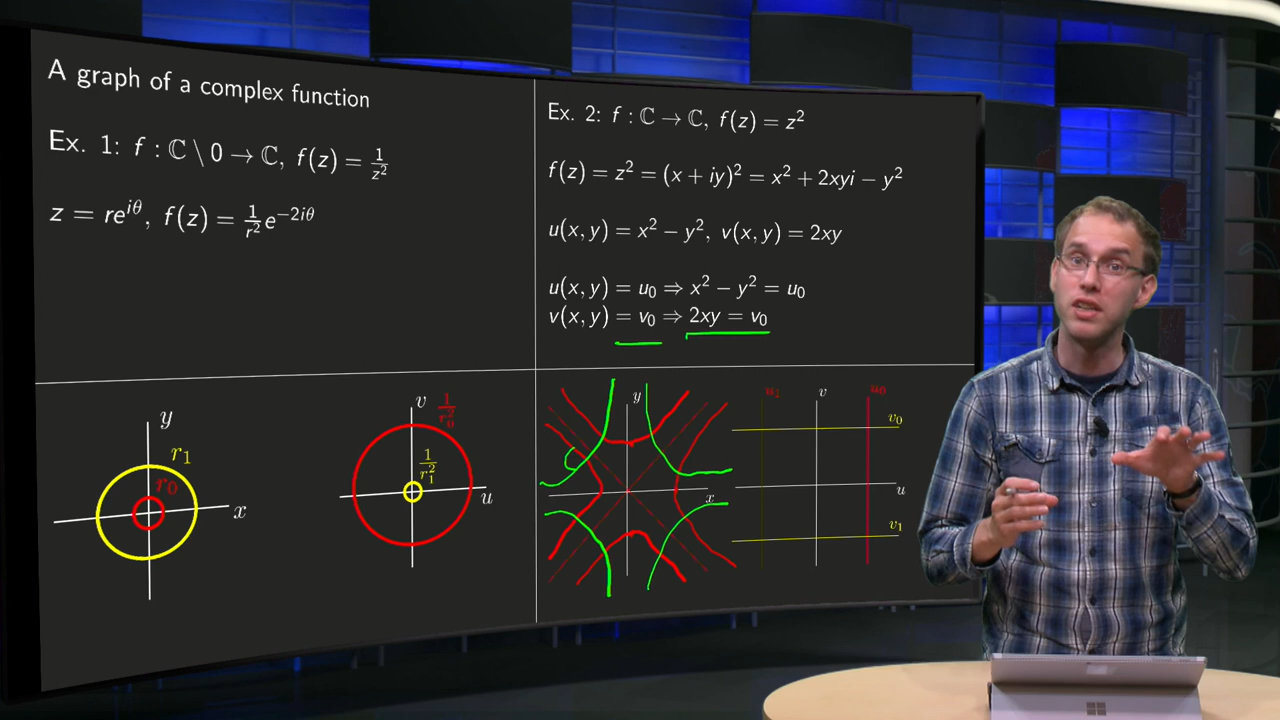 A graph of a complex function
Ex. 1: f : ℂ \ 0 → ℂ, f(z) = 1/z²
z = re^{iθ}, f(z) = 1/r² e^{−2iθ}
Ex. 2: f : ℂ → ℂ, f(z) = z²
f(z) = z² = (x + iy)² = x² + 2xyi − y²
u(x, y) = x² − y², v(x, y) = 2xy
u(x, y) = u₀ ⇒ x² − y² = u₀
v(x, y) = v₀ ⇒ 2xy = v₀
y
r₁
r₀
x
v
1/r₀²
1/r₁²
u
y
x
u₁
v
u₀
v₀
u
v₁